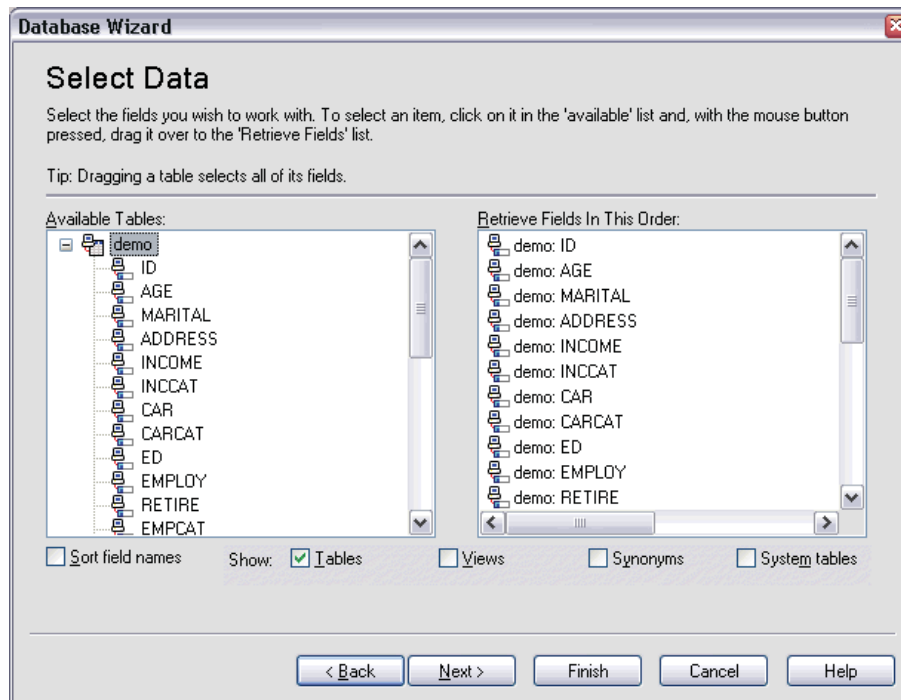 Database Wizard
Select Data
Select the fields you wish to work with. To select an item, click on it in the 'available' list and, with the mouse button
pressed, drag it over to the 'Retrieve Fields' list.
Tip: Dragging a table selects all of its fields.
Available Tables:
demo
ID
AGE
MARITAL
ADDRESS
INCOME
INCCAT
CAR
CARCAT
ED
EMPLOY
RETIRE
EMPCAT
Retrieve Fields In This Order:
demo: ID
demo: AGE
demo: MARITAL
demo: ADDRESS
demo: INCOME
demo: INCCAT
demo: CAR
demo: CARCAT
demo: ED
demo: EMPLOY
demo: RETIRE
Sort field names Show: Tables Views Synonyms System tables
< Back Next > Finish Cancel Help